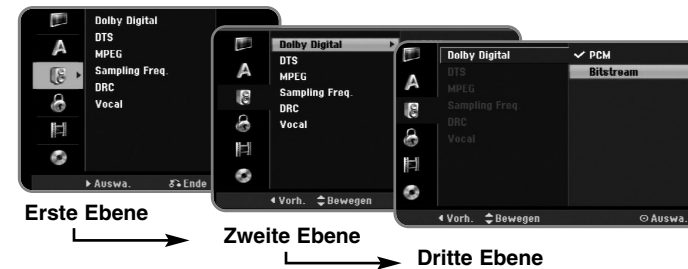 Dolby Digital
DTS
MPEG
Sampling Freq.
DRC
Vocal
Auswa.
Ende
Erste Ebene
Dolby Digital
DTS
MPEG
Sampling Freq.
DRC
Vocal
Vorh.
Bewegen
Zweite Ebene
Dolby Digital
DTS
MPEG
Sampling Freq.
DRC
Vocal
PCM
Bitstream
Vorh.
Bewegen
Auswa.
Dritte Ebene